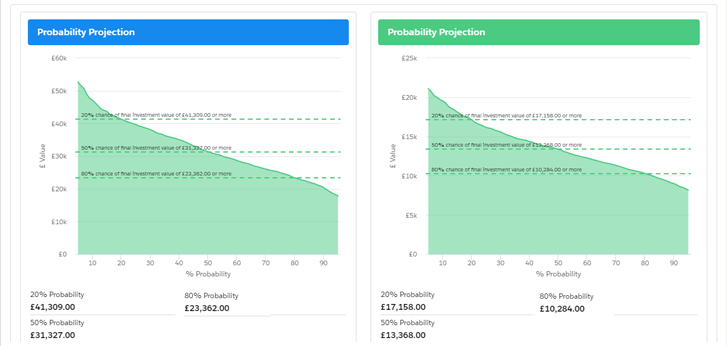 Probability Projection
£60k
£50k
£40k
£30k
£20k
£10k
£0
£ Value
20% chance of final investment value of £41,309.00 or more
50% chance of final investment value of £31,327.00 or more
80% chance of final investment value of £23,362.00 or more
10 20 30 40 50 60 70 80 90
% Probability
20% Probability
£41,309.00
80% Probability
£23,362.00
50% Probability
£31,327.00
Probability Projection
£25k
£20k
£15k
£10k
£5k
£0
£ Value
20% chance of final investment value of £17,158.00 or more
50% chance of final investment value of £13,368.00 or more
80% chance of final investment value of £10,284.00 or more
10 20 30 40 50 60 70 80 90
% Probability
20% Probability
£17,158.00
80% Probability
£10,284.00
50% Probability
£13,368.00